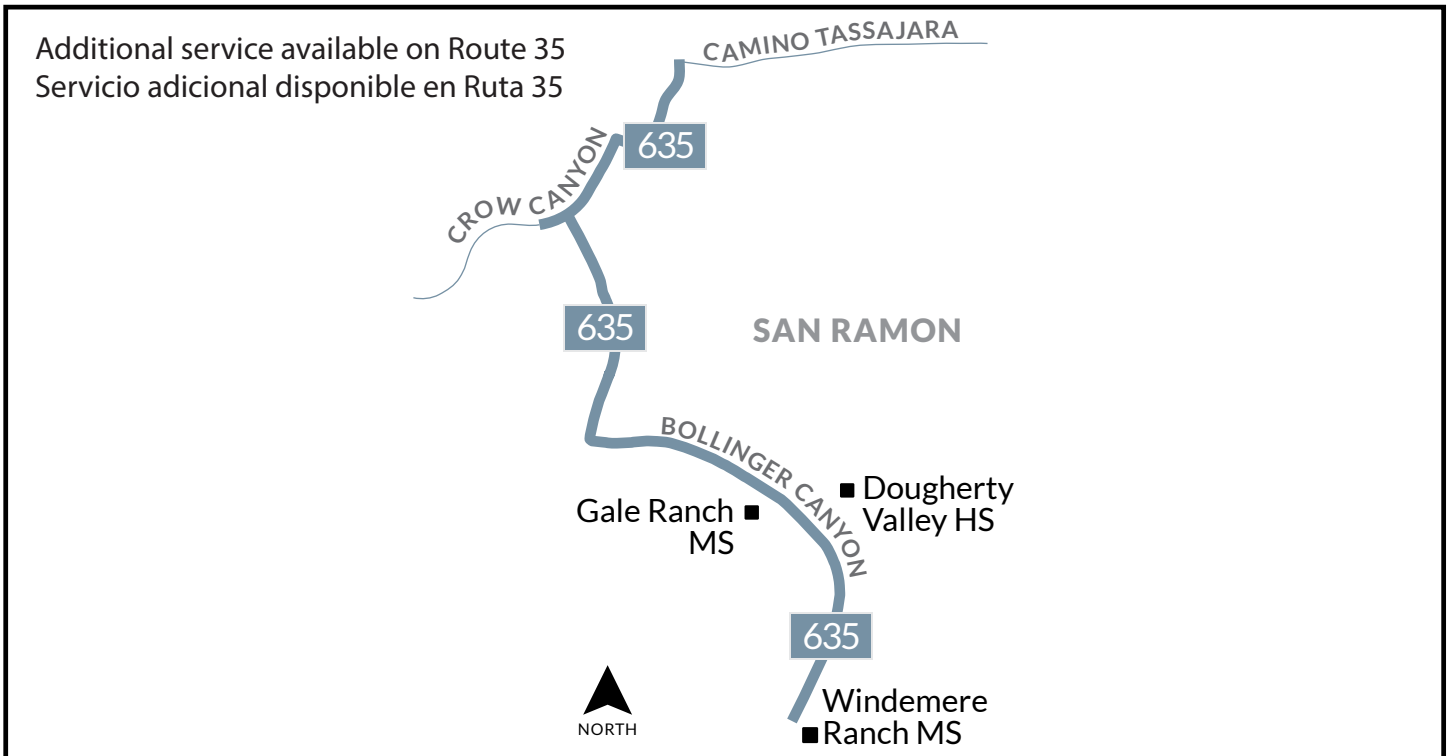 Additional service available on Route 35
Servicio adicional disponible en Ruta 35
CAMINO TASSAJARA
635
CROW CANYON
635
SAN RAMON
BOLLINGER CANYON
Gale Ranch
MS
Dougherty
Valley HS
635
Windemere
Ranch MS
NORTH